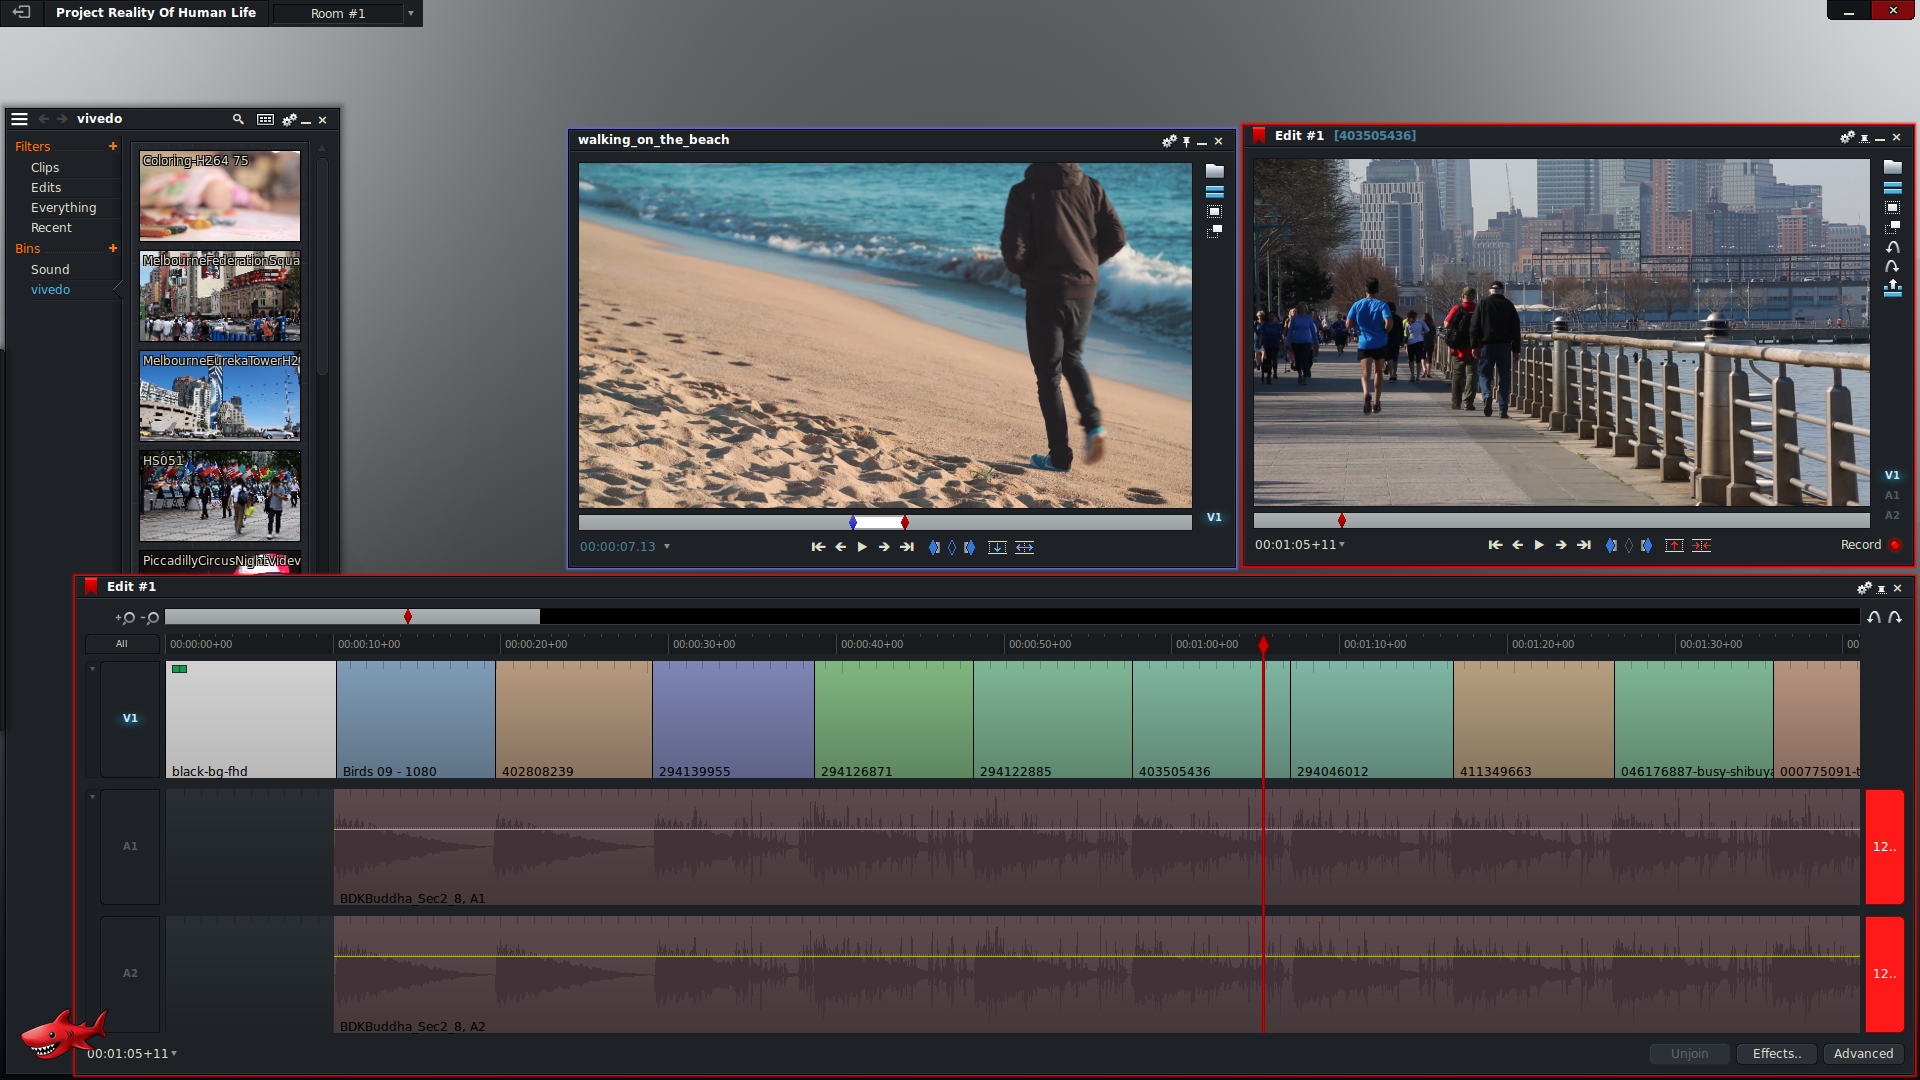 Project Reality Of Human Life
Room #1
vivedo
Filters
Clips
Edits
Everything
Recent
Bins
Sound
vivedo
Coloring-H264 75
MelbourneFederationSqua
MelbourneEurekaTowerH2
HS051
PiccadillyCircusNightVidev
walking_on_the_beach
V1
00:00:07.13
Edit #1 [403505436]
V1
A1
A2
00:01:05+11
Record
Edit #1
All
00:00:00+00 00:00:10+00 00:00:20+00 00:00:30+00 00:00:40+00 00:00:50+00 00:01:00+00 00:01:10+00 00:01:20+00 00:01:30+00 00
V1
black-bg-fhd Birds 09 - 1080 402808239 294139955 294126871 294122885 403505436 294046012 411349663 046176887-busy-shibuya 000775091-t
A1
12..
BDKBuddha_Sec2_8, A1
A2
12..
BDKBuddha_Sec2_8, A2
00:01:05+11
Unjoin Effects.. Advanced